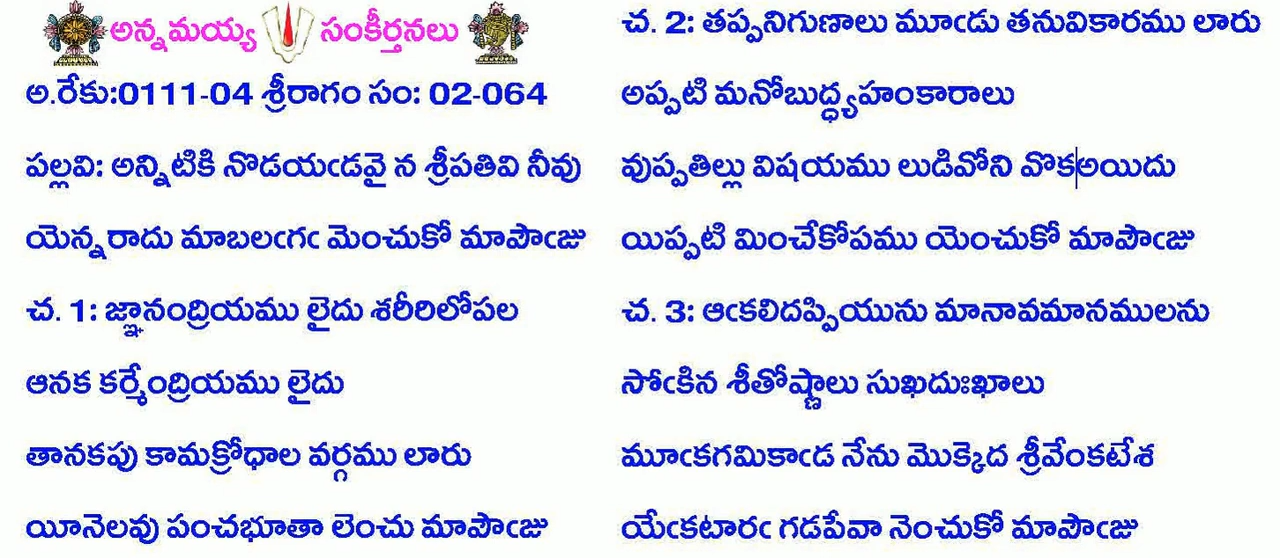 అన్నమయ్య సంకీర్తనలు
అ.రేకు:0111-04 శ్రీరాగం సం: 02-064
పల్లవి: అన్నిటికి నొడయఁడవై న శ్రీపతివి నీవు
యెన్నరాదు మాబలఁగఁ మెంచుకో మాపౌఁజు
చ. 1: జ్ఞానంద్రియము లైదు శరీరిలోపల
ఆనక కర్మేంద్రియము లైదు
తానకపు కామక్రోధాల వర్గము లారు
యీనెలవు పంచభూతా లెంచు మాపౌఁజు
చ. 2: తప్పనిగుణాలు మూఁడు తనువికారము లారు
అప్పటి మనోబుద్ధ్యహంకారాలు
వుప్పతిల్లు విషయము లుడివోని వొకఅయిదు
యిప్పటి మించేకోపము యెంచుకో మాపౌఁజు
చ. 3: ఆఁకలిదప్పియును మానావమానములను
సోఁకిన శీతోష్ణాలు సుఖదుఃఖాలు
మూఁకగమికాఁడ నేను మొక్కెద శ్రీవేంకటేశ
యేఁకటారఁ గడపేవా నెంచుకో మాపౌఁజు